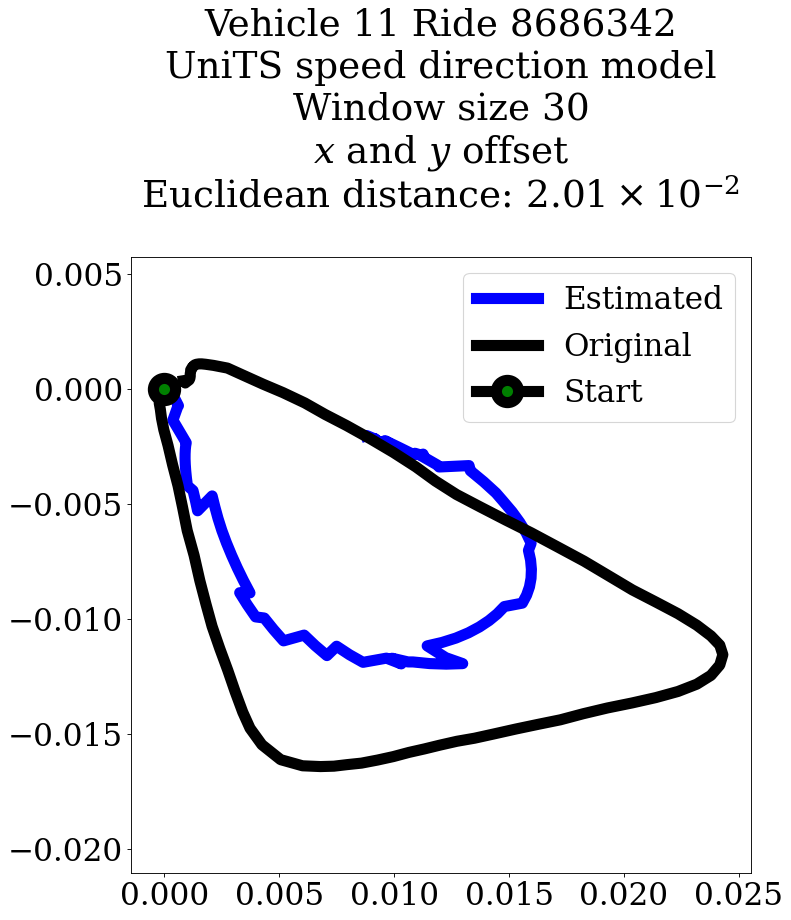 Vehicle 11 Ride 8686342
UniTS speed direction model
Window size 30
x and y offset
Euclidean distance: 2.01 × 10⁻²
0.005
0.000
−0.005
−0.010
−0.015
−0.020
Estimated
Original
Start
0.000 0.005 0.010 0.015 0.020 0.025